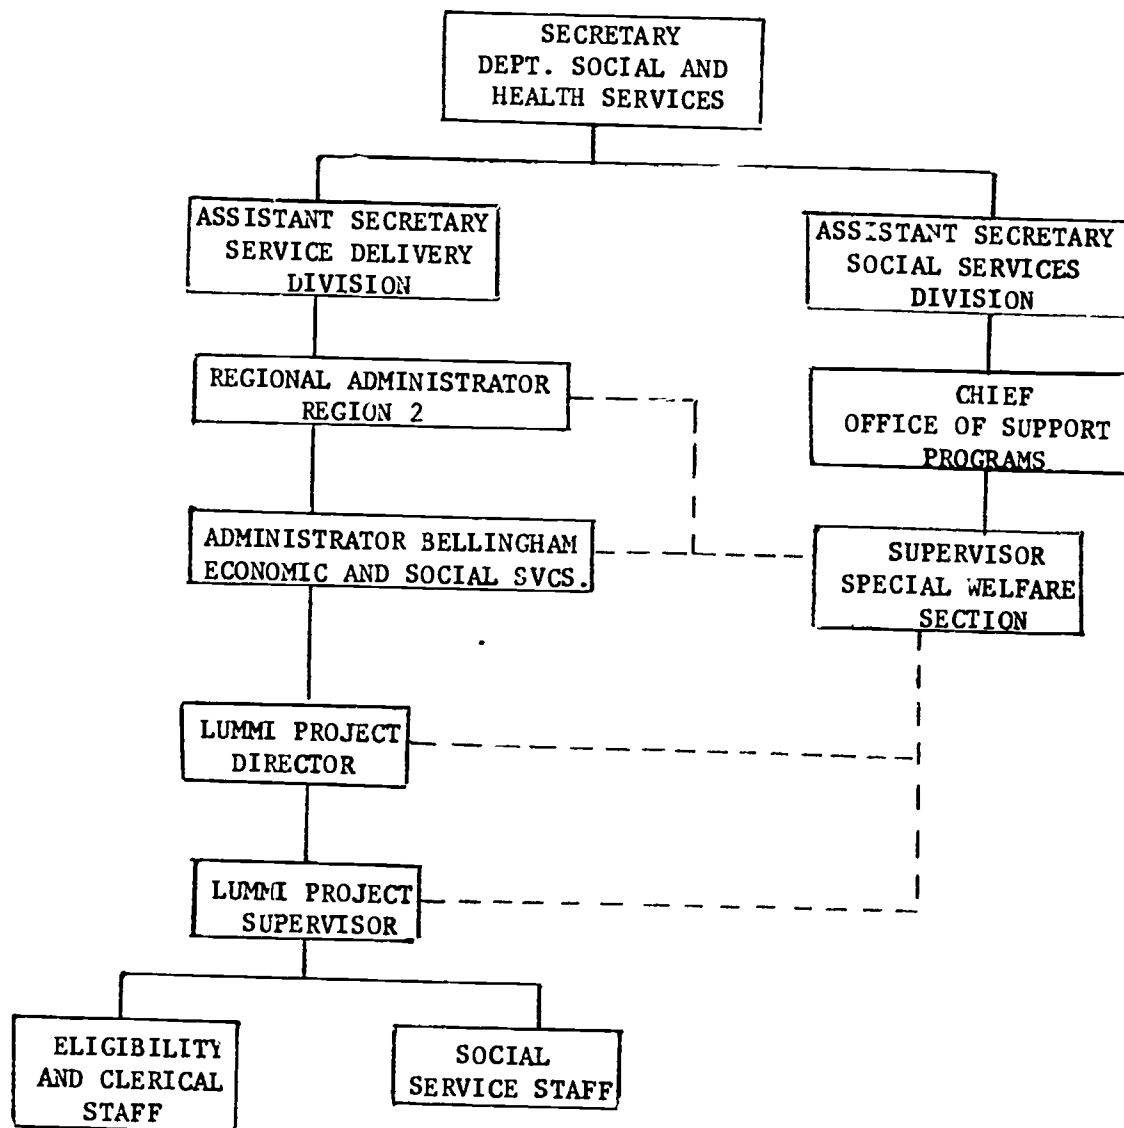 SECRETARY
DEPT. SOCIAL AND
HEALTH SERVICES
ASSISTANT SECRETARY
SERVICE DELIVERY
DIVISION
ASSISTANT SECRETARY
SOCIAL SERVICES
DIVISION
REGIONAL ADMINISTRATOR
REGION 2
CHIEF
OFFICE OF SUPPORT
PROGRAMS
ADMINISTRATOR BELLINGHAM
ECONOMIC AND SOCIAL SVCS.
SUPERVISOR
SPECIAL WELFARE
SECTION
LUMMI PROJECT
DIRECTOR
LUMMI PROJECT
SUPERVISOR
ELIGIBILITY
AND CLERICAL
STAFF
SOCIAL
SERVICE STAFF